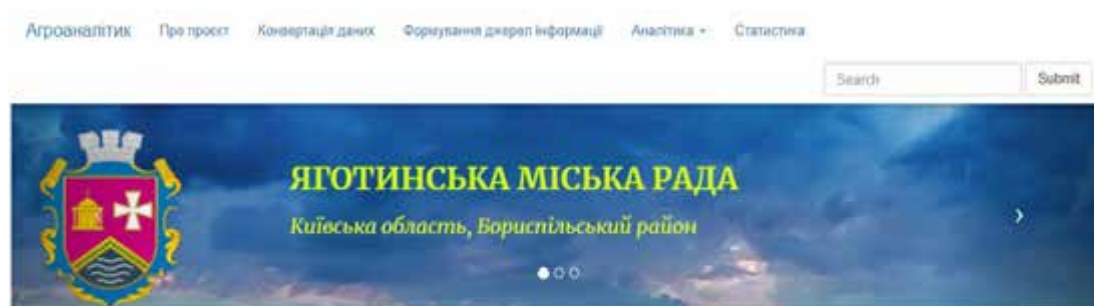 Агроаналітик Про проєкт Конвертація даних Формування джерел інформації Аналітика Статистика
Search Submit
ЯГОТИНСЬКА МІСЬКА РАДА
Київська область, Бориспільський район